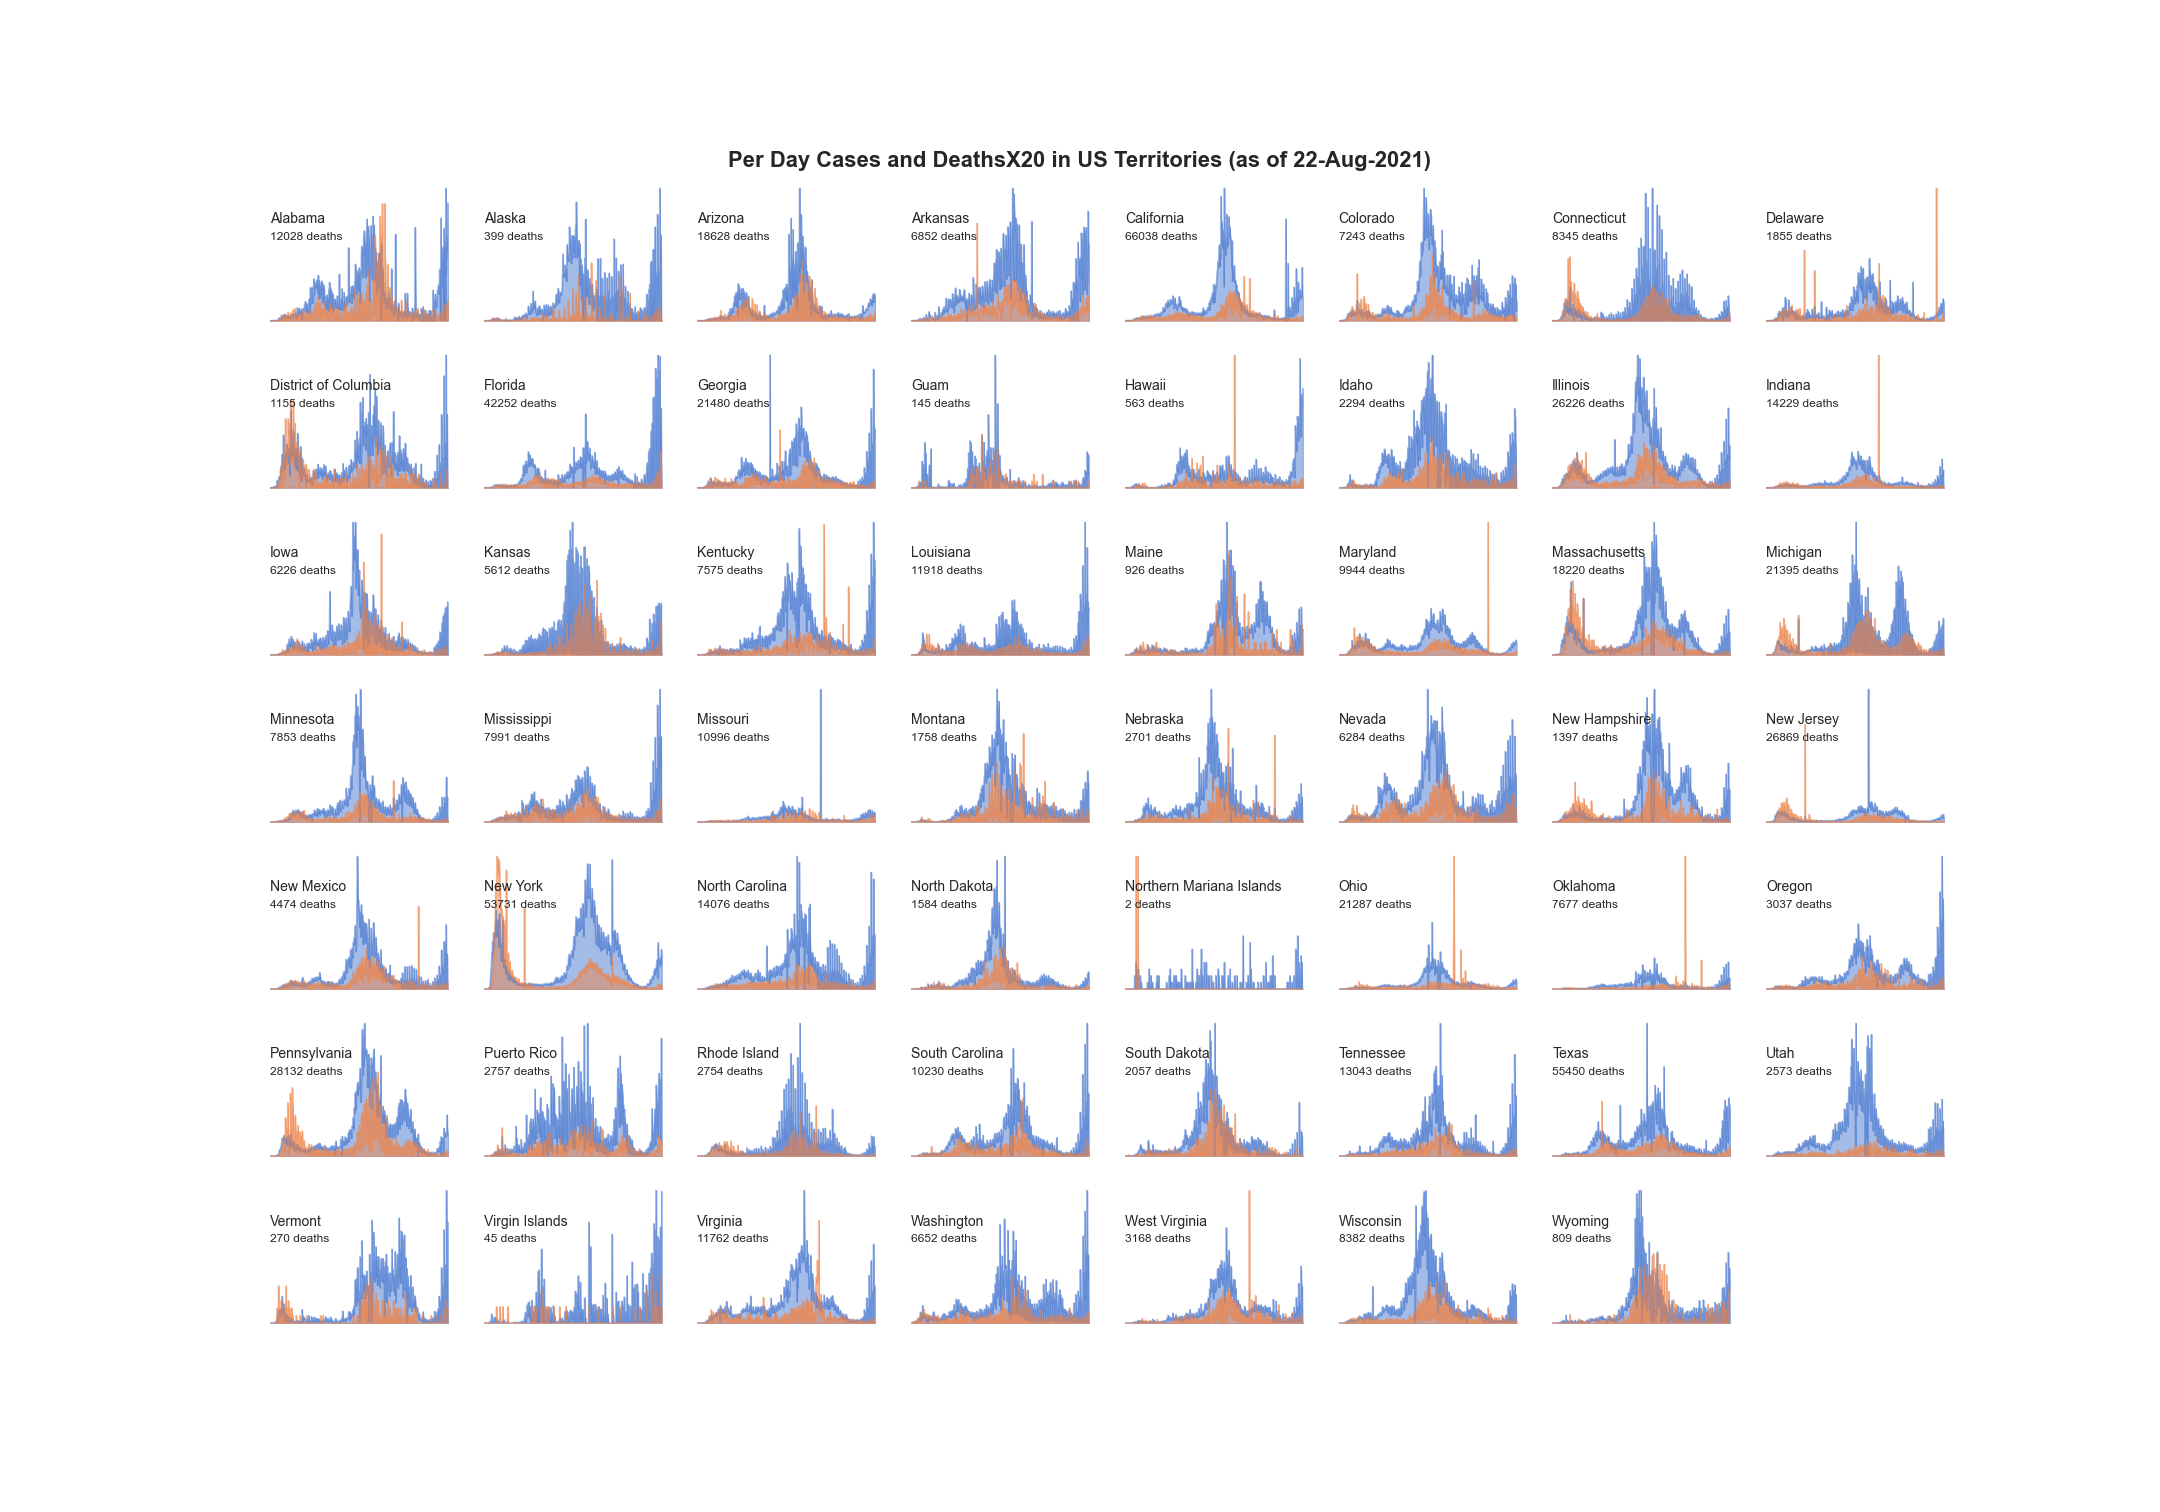 Per Day Cases and DeathsX20 in US Territories (as of 22-Aug-2021)
Alabama
12028 deaths
Alaska
399 deaths
Arizona
18628 deaths
Arkansas
6852 deaths
California
66038 deaths
Colorado
7243 deaths
Connecticut
8345 deaths
Delaware
1855 deaths
District of Columbia
1155 deaths
Florida
42252 deaths
Georgia
21480 deaths
Guam
145 deaths
Hawaii
563 deaths
Idaho
2294 deaths
Illinois
26226 deaths
Indiana
14229 deaths
Iowa
6226 deaths
Kansas
5612 deaths
Kentucky
7575 deaths
Louisiana
11918 deaths
Maine
926 deaths
Maryland
9944 deaths
Massachusetts
18220 deaths
Michigan
21395 deaths
Minnesota
7853 deaths
Mississippi
7991 deaths
Missouri
10996 deaths
Montana
1758 deaths
Nebraska
2701 deaths
Nevada
6284 deaths
New Hampshire
1397 deaths
New Jersey
26869 deaths
New Mexico
4474 deaths
New York
53731 deaths
North Carolina
14076 deaths
North Dakota
1584 deaths
Northern Mariana Islands
2 deaths
Ohio
21287 deaths
Oklahoma
7677 deaths
Oregon
3037 deaths
Pennsylvania
28132 deaths
Puerto Rico
2757 deaths
Rhode Island
2754 deaths
South Carolina
10230 deaths
South Dakota
2057 deaths
Tennessee
13043 deaths
Texas
55450 deaths
Utah
2573 deaths
Vermont
270 deaths
Virgin Islands
45 deaths
Virginia
11762 deaths
Washington
6652 deaths
West Virginia
3168 deaths
Wisconsin
8382 deaths
Wyoming
809 deaths